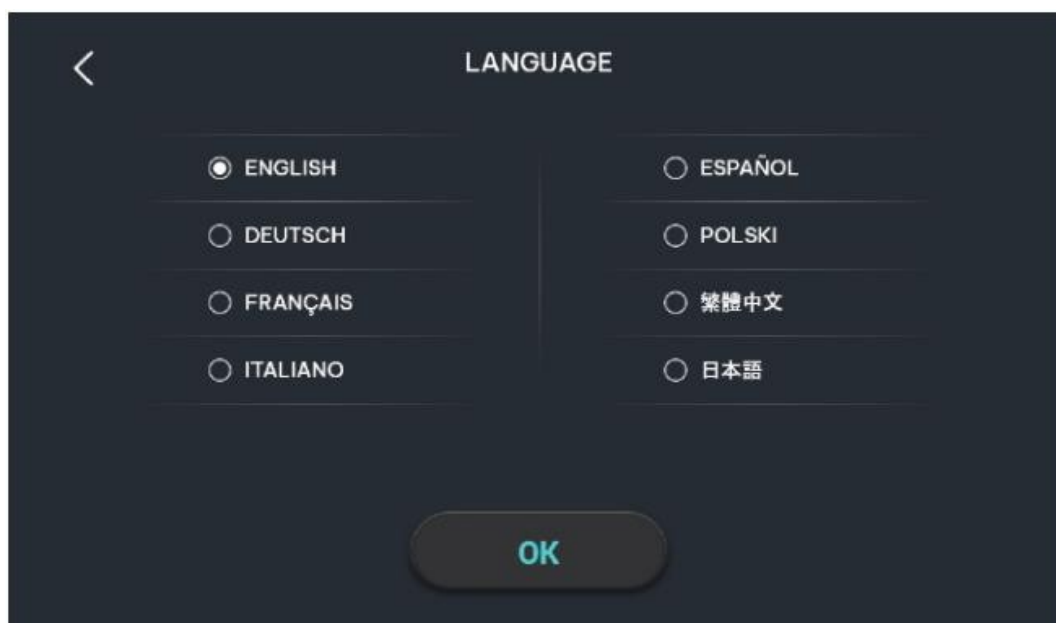 LANGUAGE
ENGLISH
DEUTSCH
FRANÇAIS
ITALIANO
ESPAÑOL
POLSKI
繁體中文
日本語
OK